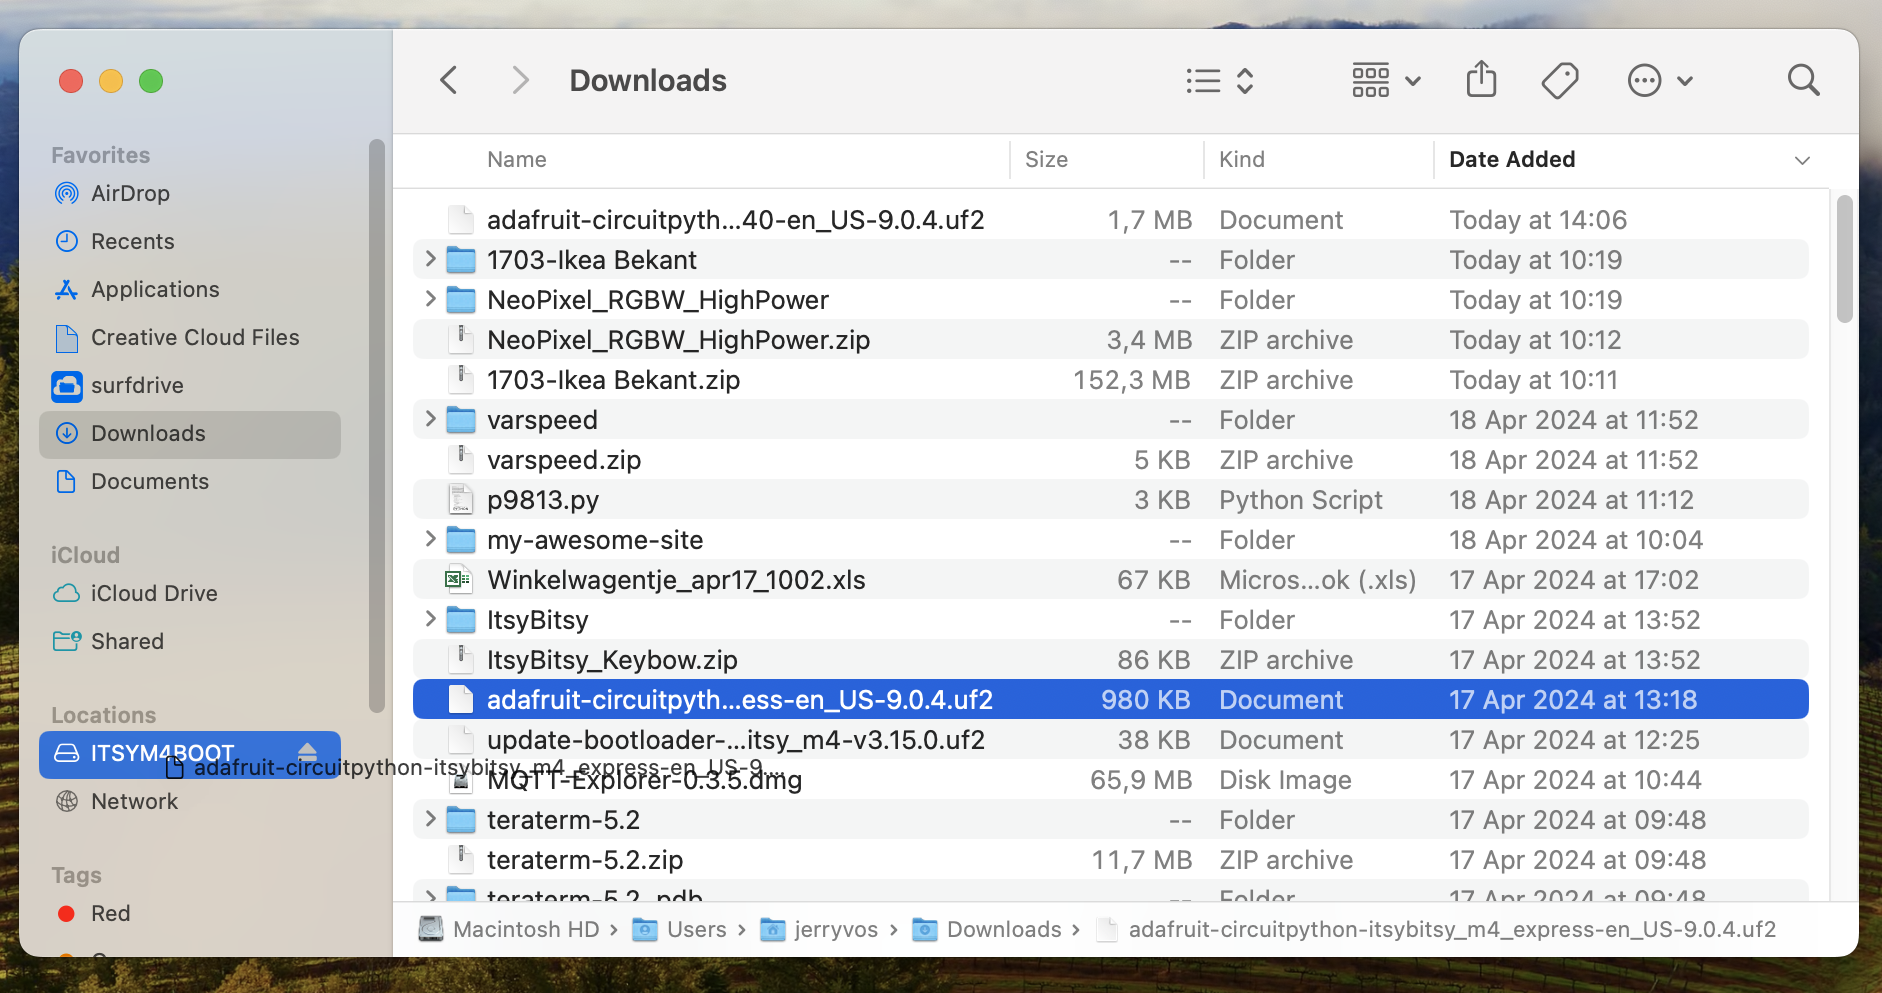 Downloads
Favorites
AirDrop
Recents
Applications
Creative Cloud Files
surfdrive
Downloads
Documents
iCloud
iCloud Drive
Shared
Locations
ITSYM4BOOT
adafruit-circuitpython-itsybitsy_m4_express-en_US-9...
Network
Tags
Red
Name Size Kind Date Added
adafruit-circuitpyth...40-en_US-9.0.4.uf2 1,7 MB Document Today at 14:06
1703-Ikea Bekant -- Folder Today at 10:19
NeoPixel_RGBW_HighPower -- Folder Today at 10:19
NeoPixel_RGBW_HighPower.zip 3,4 MB ZIP archive Today at 10:12
1703-Ikea Bekant.zip 152,3 MB ZIP archive Today at 10:11
varspeed -- Folder 18 Apr 2024 at 11:52
varspeed.zip 5 KB ZIP archive 18 Apr 2024 at 11:52
p9813.py 3 KB Python Script 18 Apr 2024 at 11:12
my-awesome-site -- Folder 18 Apr 2024 at 10:04
Winkelwagentje_apr17_1002.xls 67 KB Micros...ok (.xls) 17 Apr 2024 at 17:02
ItsyBitsy -- Folder 17 Apr 2024 at 13:52
ItsyBitsy_Keybow.zip 86 KB ZIP archive 17 Apr 2024 at 13:52
adafruit-circuitpyth...ess-en_US-9.0.4.uf2 980 KB Document 17 Apr 2024 at 13:18
update-bootloader-...itsy_m4-v3.15.0.uf2 38 KB Document 17 Apr 2024 at 12:25
MQTT-Explorer-0.3.5.dmg 65,9 MB Disk Image 17 Apr 2024 at 10:44
teraterm-5.2 -- Folder 17 Apr 2024 at 09:48
teraterm-5.2.zip 11,7 MB ZIP archive 17 Apr 2024 at 09:48
teraterm-5.2_pdb -- Folder 17 Apr 2024 at 09:48
Macintosh HD › Users › jerryvos › Downloads › adafruit-circuitpython-itsybitsy_m4_express-en_US-9.0.4.uf2